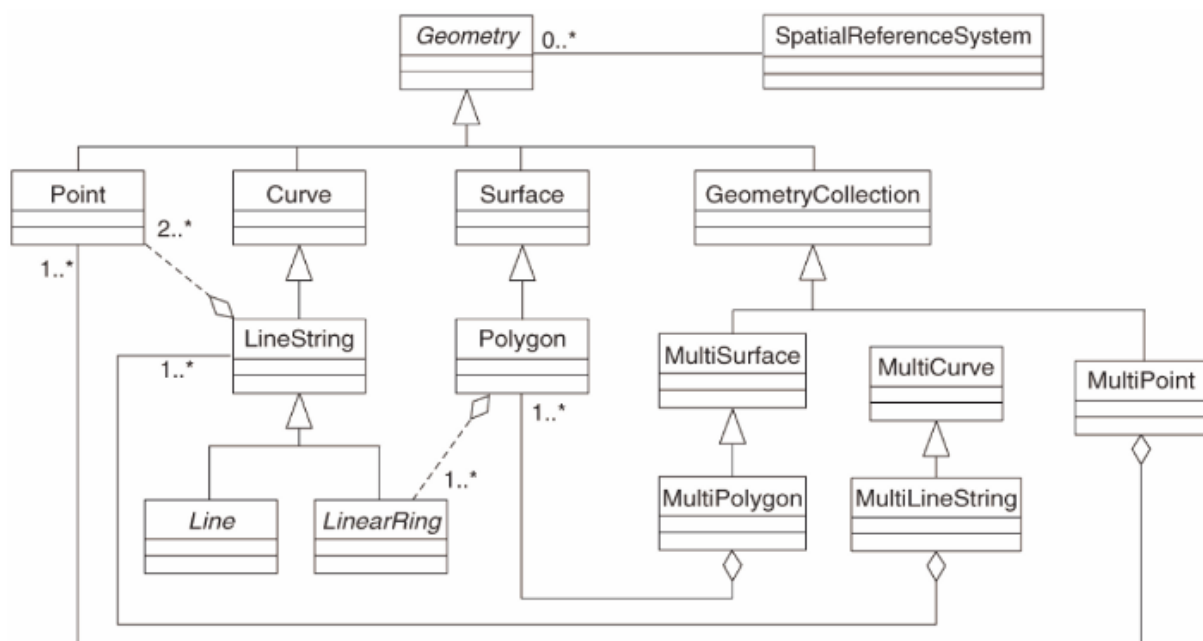 Geometry
0..*
SpatialReferenceSystem
Point
Curve
Surface
GeometryCollection
2..*
1..*
LineString
Polygon
MultiSurface
MultiCurve
MultiPoint
1..*
1..*
1..*
Line
LinearRing
MultiPolygon
MultiLineString